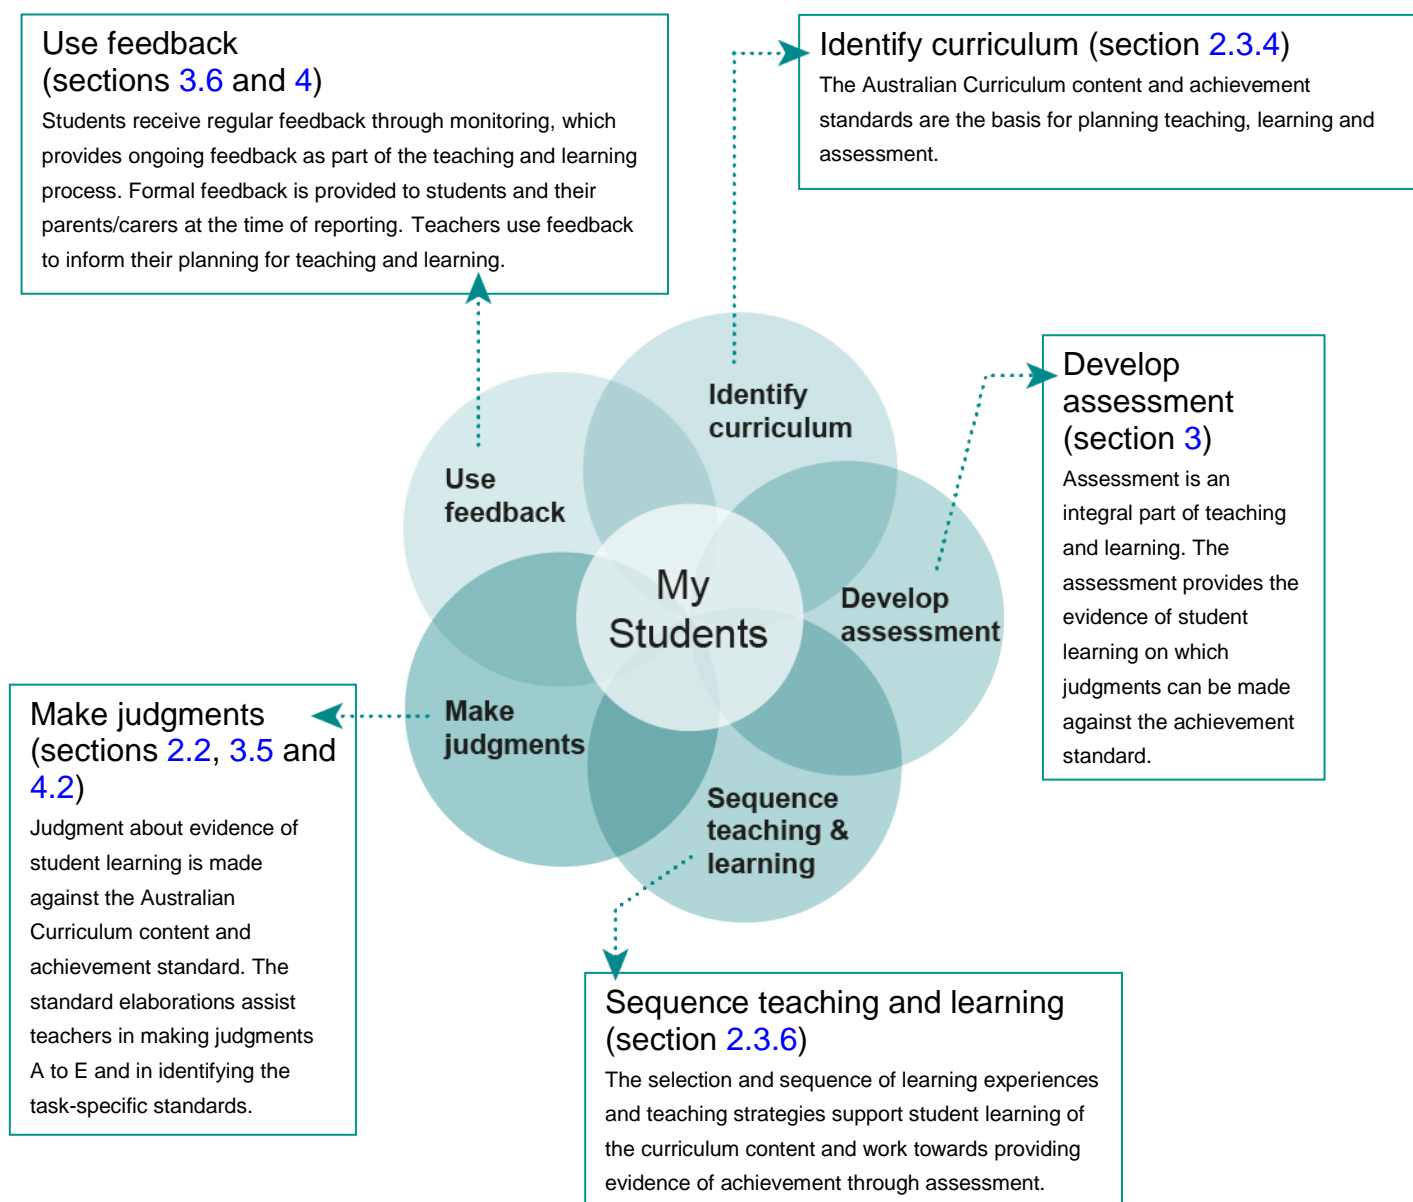 Use feedback
(sections 3.6 and 4)
Students receive regular feedback through monitoring, which
provides ongoing feedback as part of the teaching and learning
process. Formal feedback is provided to students and their
parents/carers at the time of reporting. Teachers use feedback
to inform their planning for teaching and learning.
Identify curriculum (section 2.3.4)
The Australian Curriculum content and achievement
standards are the basis for planning teaching, learning and
assessment.
Develop
assessment
(section 3)
Assessment is an
integral part of teaching
and learning. The
assessment provides the
evidence of student
learning on which
judgments can be made
against the achievement
standard.
Identify
curriculum
Use
feedback
My
Students
Develop
assessment
Make
judgments
Sequence
teaching &
learning
Make judgments
(sections 2.2, 3.5 and
4.2)
Judgment about evidence of
student learning is made
against the Australian
Curriculum content and
achievement standard. The
standard elaborations assist
teachers in making judgments
A to E and in identifying the
task-specific standards.
Sequence teaching and learning
(section 2.3.6)
The selection and sequence of learning experiences
and teaching strategies support student learning of
the curriculum content and work towards providing
evidence of achievement through assessment.